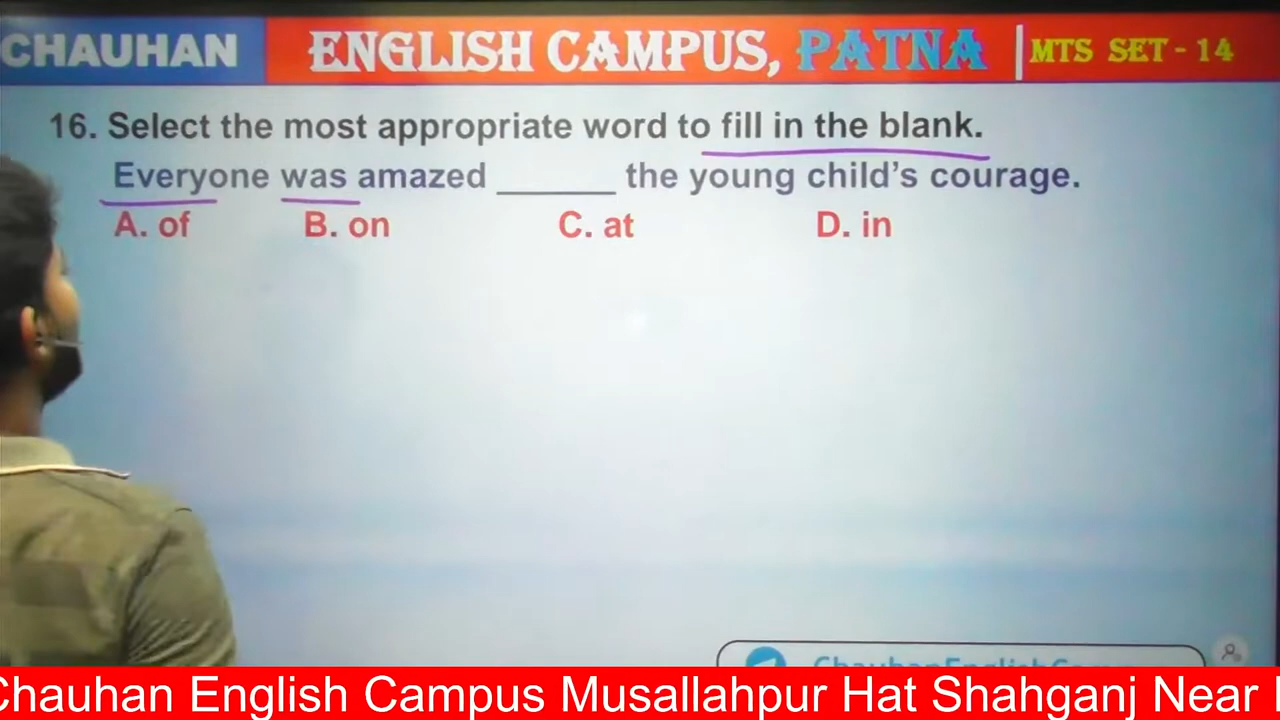 CHAUHAN ENGLISH CAMPUS, PATNA MTS SET - 14
16. Select the most appropriate word to fill in the blank.
Everyone was amazed ______ the young child's courage.
A. of B. on C. at D. in
Chauhan English Campus Musallahpur Hat Shahganj Near